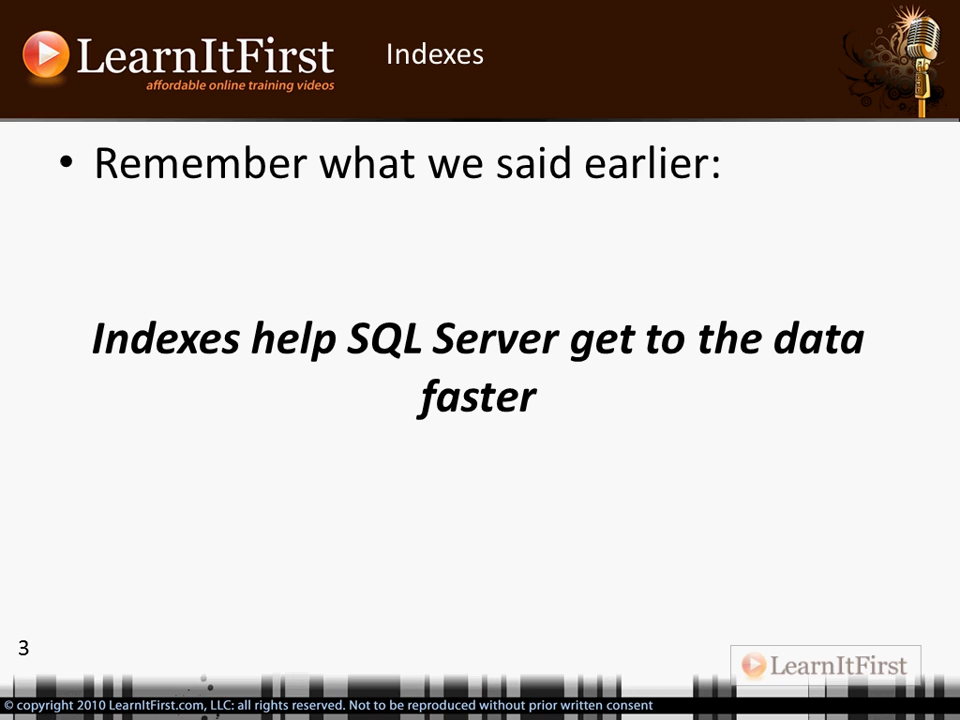 LearnItFirst
affordable online training videos
Indexes
• Remember what we said earlier:
Indexes help SQL Server get to the data
faster
3
LearnItFirst
© copyright 2010 LearnItFirst.com, LLC: all rights reserved. Not to be reproduced without prior written consent